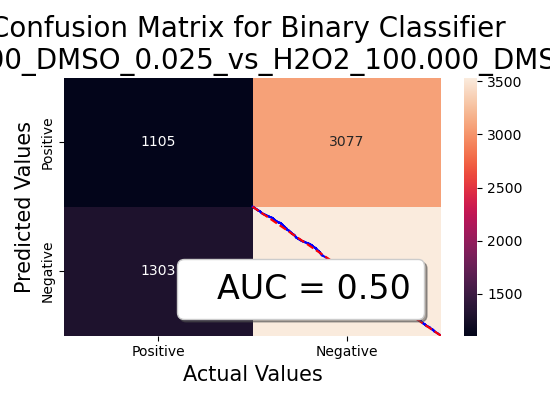 Confusion Matrix for Binary Classifier
00_DMSO_0.025_vs_H2O2_100.000_DMS
Predicted Values
Positive
Negative
1105
3077
1303
AUC = 0.50
Positive
Negative
Actual Values
3500
3000
2500
2000
1500